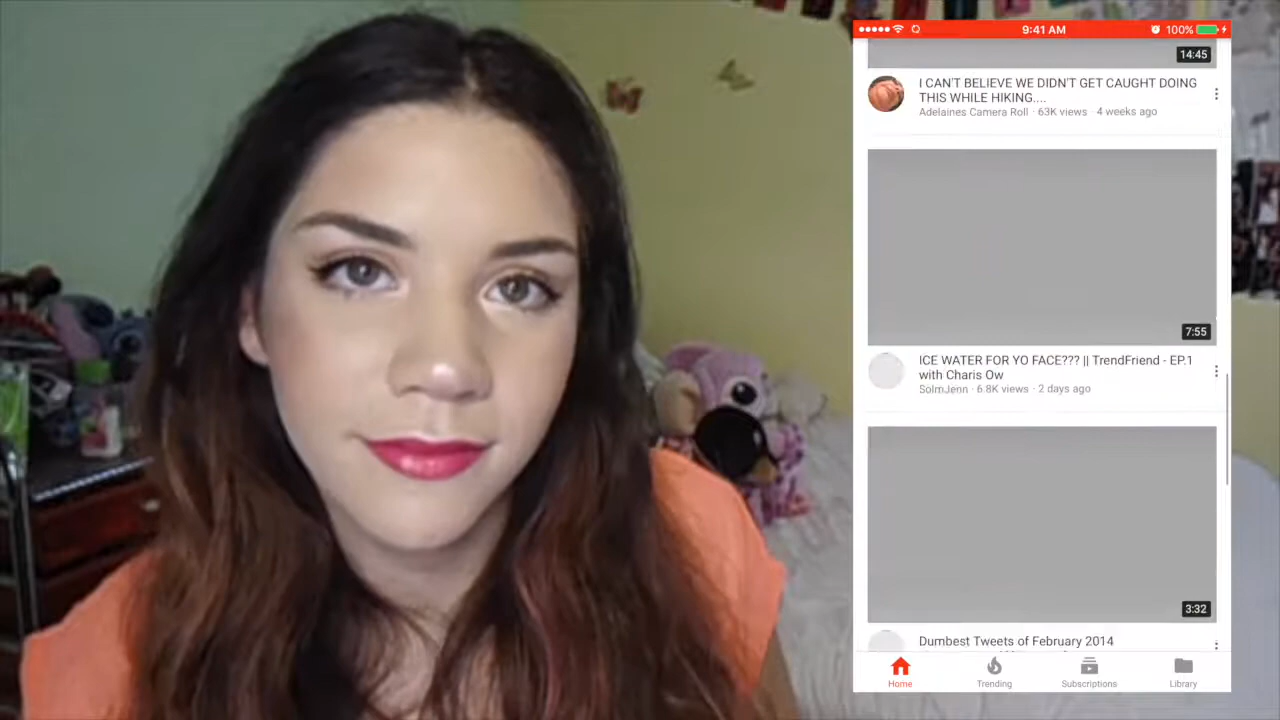 9:41 AM
100%
14:45
I CAN'T BELIEVE WE DIDN'T GET CAUGHT DOING
THIS WHILE HIKING....
Adelaines Camera Roll · 63K views · 4 weeks ago
7:55
ICE WATER FOR YO FACE??? || TrendFriend - EP.1
with Charis Ow
SolmJenn · 6.8K views · 2 days ago
3:32
Dumbest Tweets of February 2014
Home
Trending
Subscriptions
Library